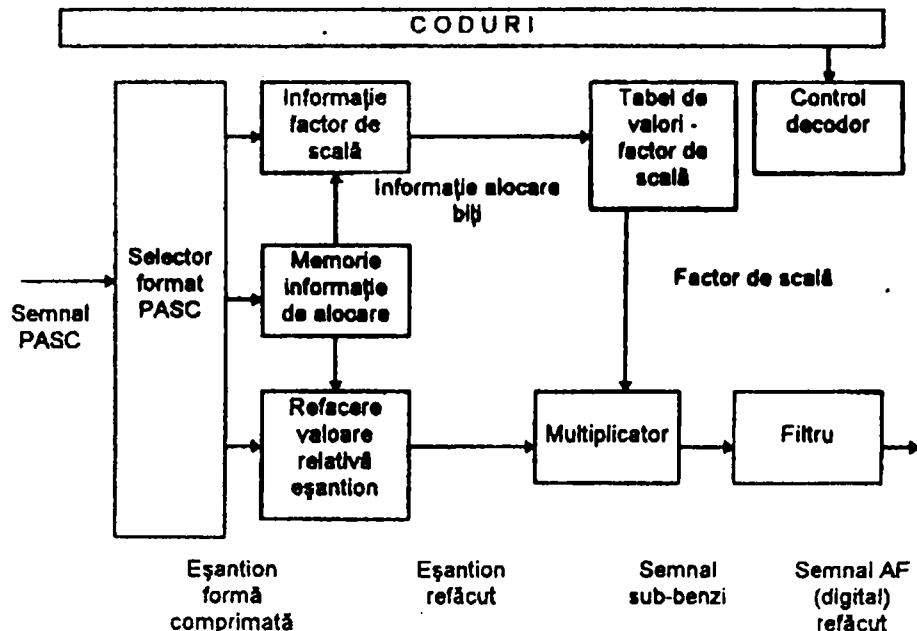 CODURI
Informaţie
factor de
scală
Tabel de
valori -
factor de
scală
Control
decodor
Informaţie alocare
biţi
Selector
format
PASC
Memorie
informaţie
de alocare
Factor de scală
Semnal
PASC
Refacere
valoare
relativă
eşantion
Multiplicator
Filtru
Eşantion
formă
comprimată
Eşantion
refăcut
Semnal
sub-benzi
Semnal AF
(digital)
refăcut